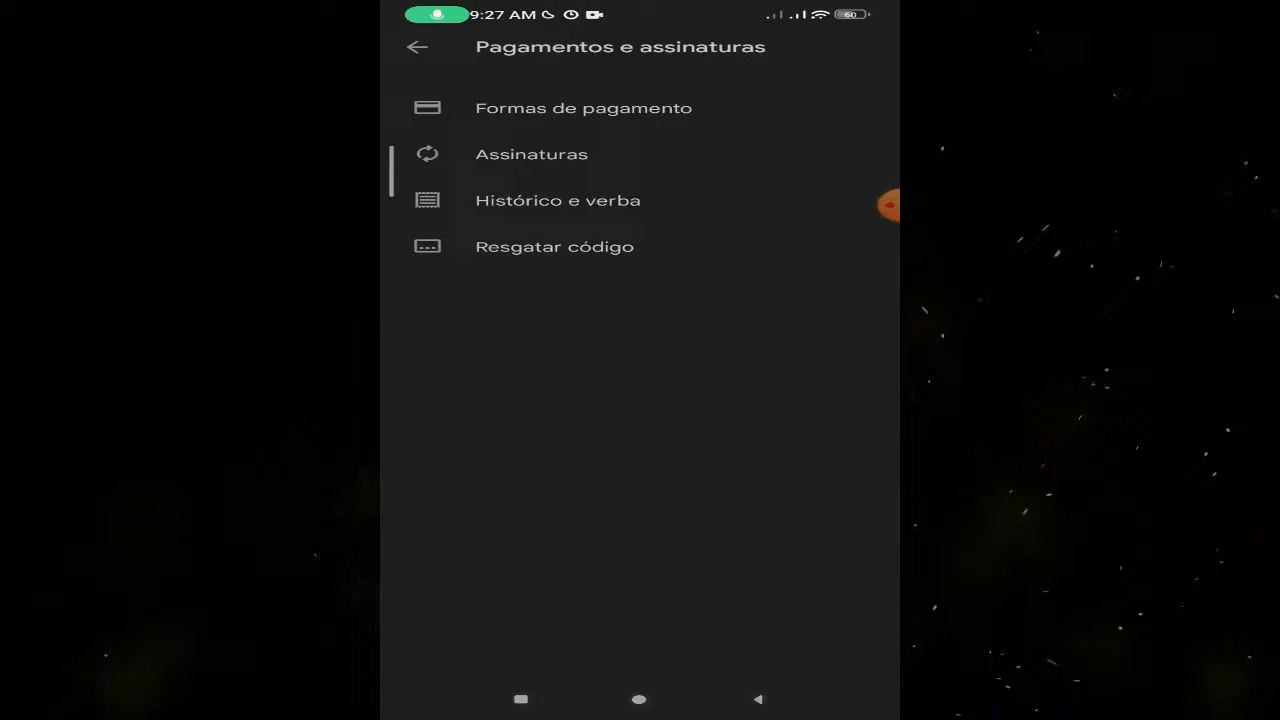 9:27 AM
60
Pagamentos e assinaturas
Formas de pagamento
Assinaturas
Histórico e verba
Resgatar código